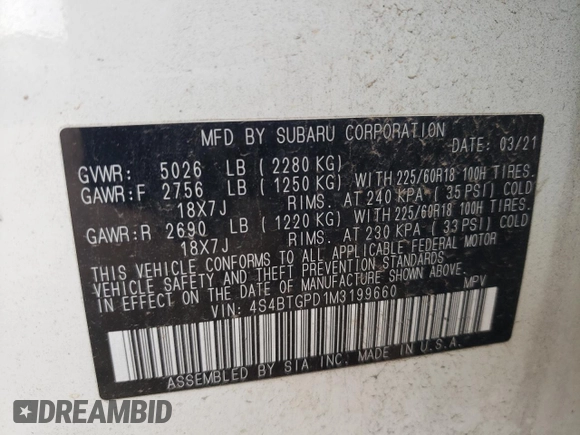 MFD BY SUBARU CORPORATION
DATE: 03/21
GVWR: 5026 LB (2280 KG)
GAWR:F 2756 LB (1250 KG) WITH 225/60R18 100H TIRES.
18X7J RIMS. AT 240 KPA (35 PSI) COLD
GAWR:R 2690 LB (1220 KG) WITH 225/60R18 100H TIRES.
18X7J RIMS. AT 230 KPA (33 PSI) COLD
THIS VEHICLE CONFORMS TO ALL APPLICABLE FEDERAL MOTOR
VEHICLE SAFETY AND BUMPER STANDARDS
IN EFFECT ON THE DATE OF MANUFACTURE SHOWN ABOVE.
VIN: 4S4BTGPD1M3199660 MPV
ASSEMBLED BY SIA INC. MADE IN U.S.A.
DREAMBID